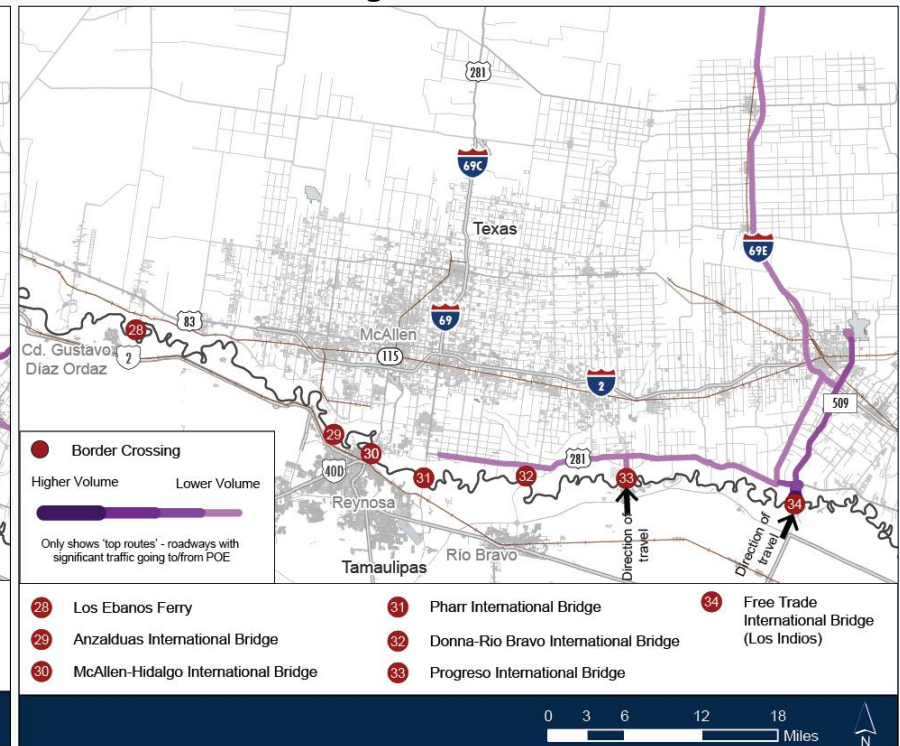 281
69C
Texas
69E
83
69
McAllen
28
115
Cd. Gustavo
Díaz Ordaz
2
2
509
29
Border Crossing
30
281
Higher Volume
Lower Volume
40D
31
32
33
34
Reynosa
Only shows 'top routes' - roadways with
significant traffic going to/from POE
Río Bravo
Tamaulipas
Direction of
travel
Direction of
travel
28 Los Ebanos Ferry
29 Anzalduas International Bridge
30 McAllen-Hidalgo International Bridge
31 Pharr International Bridge
32 Donna-Rio Bravo International Bridge
33 Progreso International Bridge
34 Free Trade
International Bridge
(Los Indios)
0 3 6 12 18
Miles
N